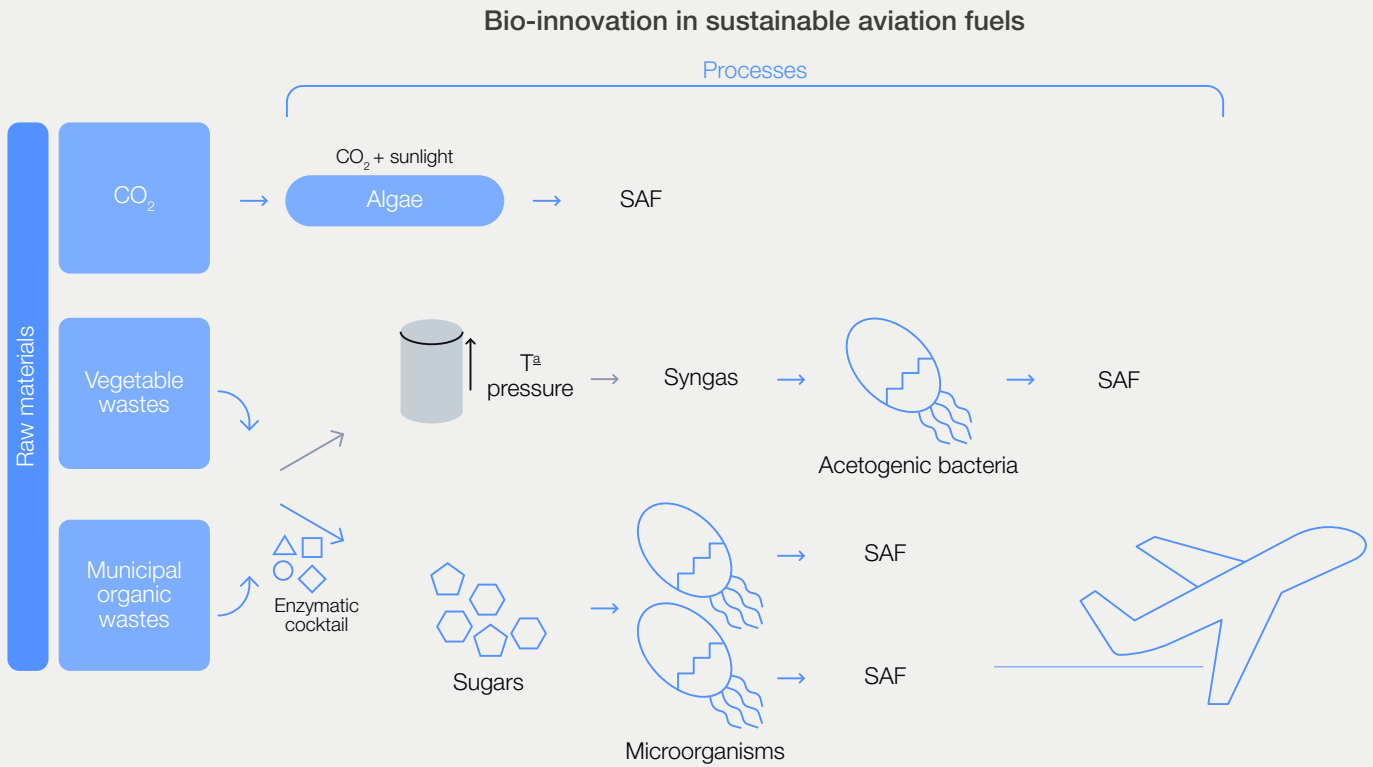 Bio-innovation in sustainable aviation fuels
Processes
Raw materials
CO₂
CO₂ + sunlight
Algae
SAF
Vegetable
wastes
Tª
pressure
Syngas
Acetogenic bacteria
SAF
Municipal
organic
wastes
Enzymatic
cocktail
Sugars
Microorganisms
SAF
SAF